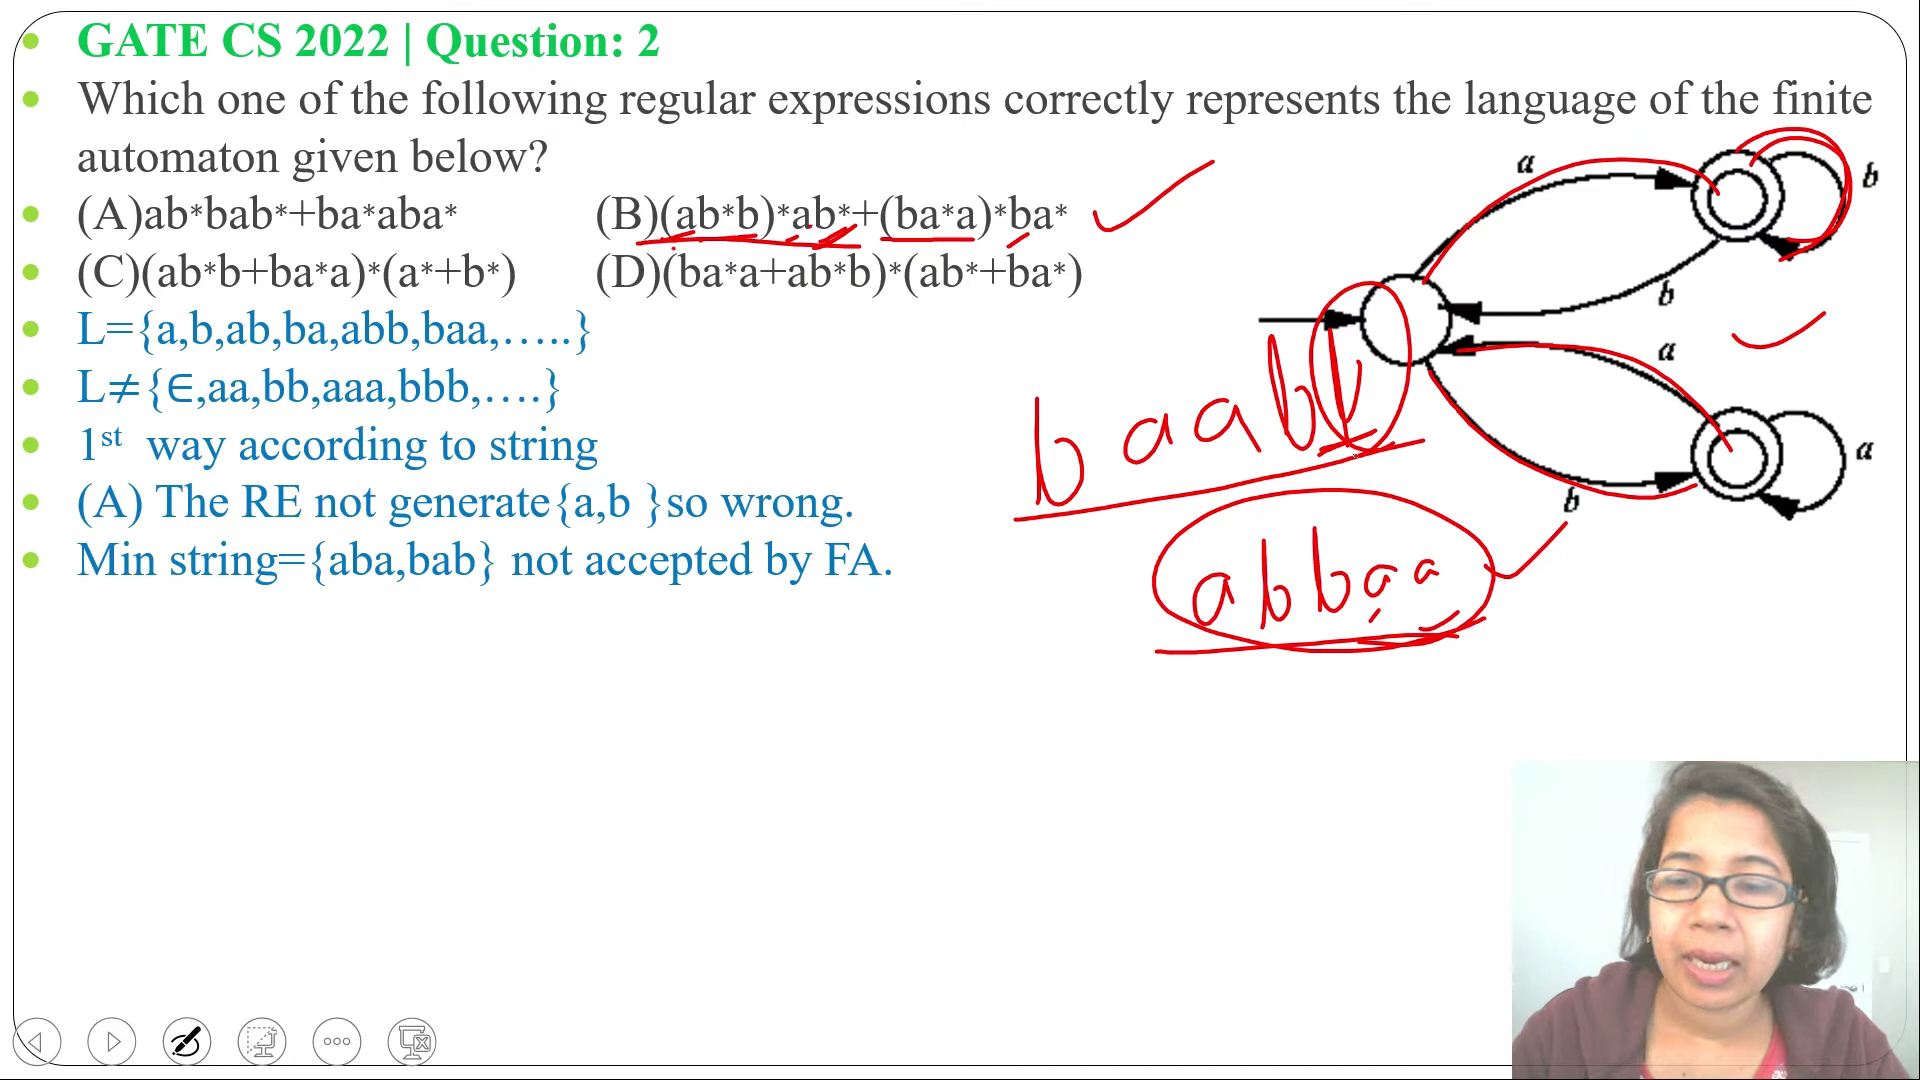 GATE CS 2022 | Question: 2
Which one of the following regular expressions correctly represents the language of the finite
automaton given below?
(A)ab*bab*+ba*aba* (B)(ab*b)*ab*+(ba*a)*ba*
(C)(ab*b+ba*a)*(a*+b*) (D)(ba*a+ab*b)*(ab*+ba*)
L={a,b,ab,ba,abb,baa,…..}
L≠{∈,aa,bb,aaa,bbb,….}
1st way according to string
(A) The RE not generate{a,b }so wrong.
Min string={aba,bab} not accepted by FA.
a
b
b
a
a
b
baabb
abbaa